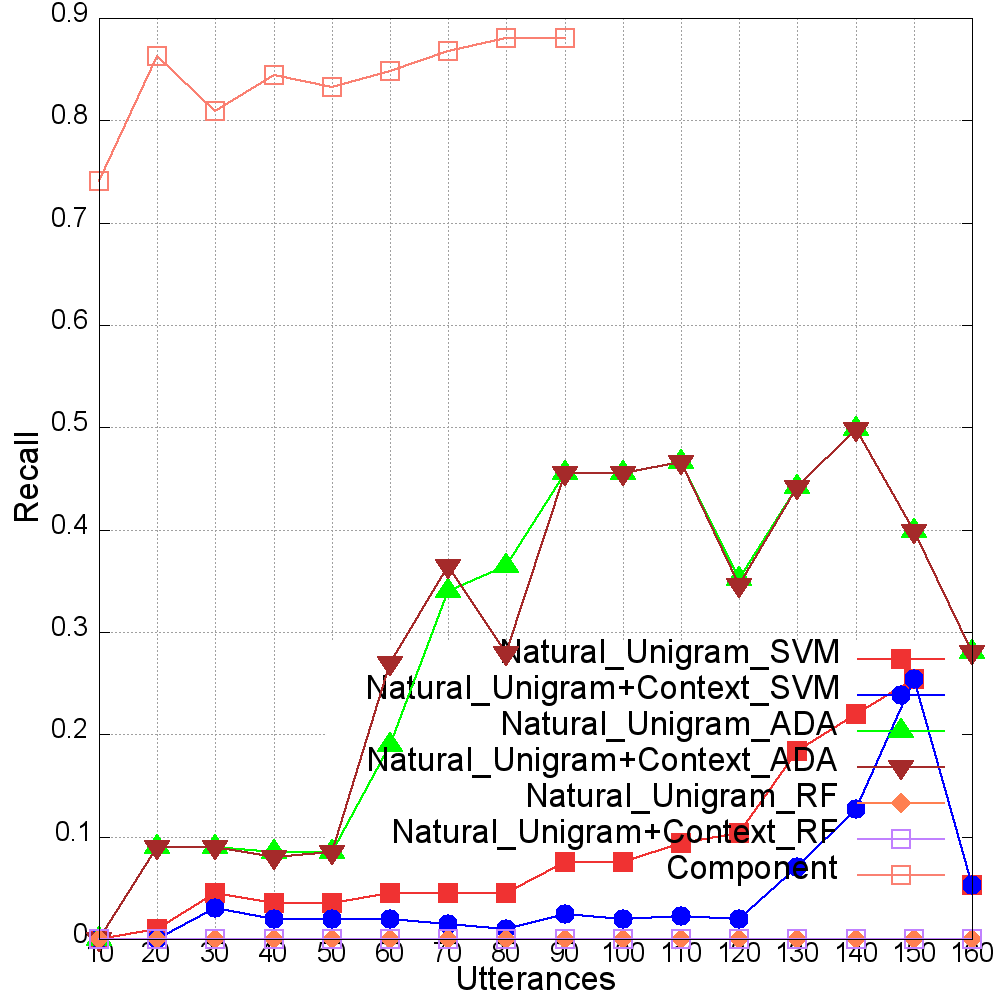 0.9
0.8
0.7
0.6
0.5
0.4
0.3
0.2
0.1
0
Recall
Natural_Unigram_SVM
Natural_Unigram+Context_SVM
Natural_Unigram_ADA
Natural_Unigram+Context_ADA
Natural_Unigram_RF
Natural_Unigram+Context_RF
Component
10 20 30 40 50 60 70 80 90 100 110 120 130 140 150 160
Utterances